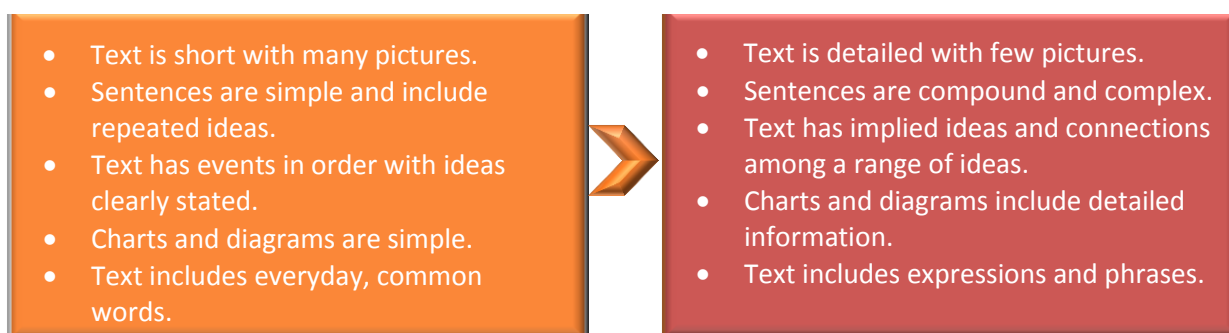 • Text is short with many pictures.
• Sentences are simple and include
repeated ideas.
• Text has events in order with ideas
clearly stated.
• Charts and diagrams are simple.
• Text includes everyday, common
words.
• Text is detailed with few pictures.
• Sentences are compound and complex.
• Text has implied ideas and connections
among a range of ideas.
• Charts and diagrams include detailed
information.
• Text includes expressions and phrases.